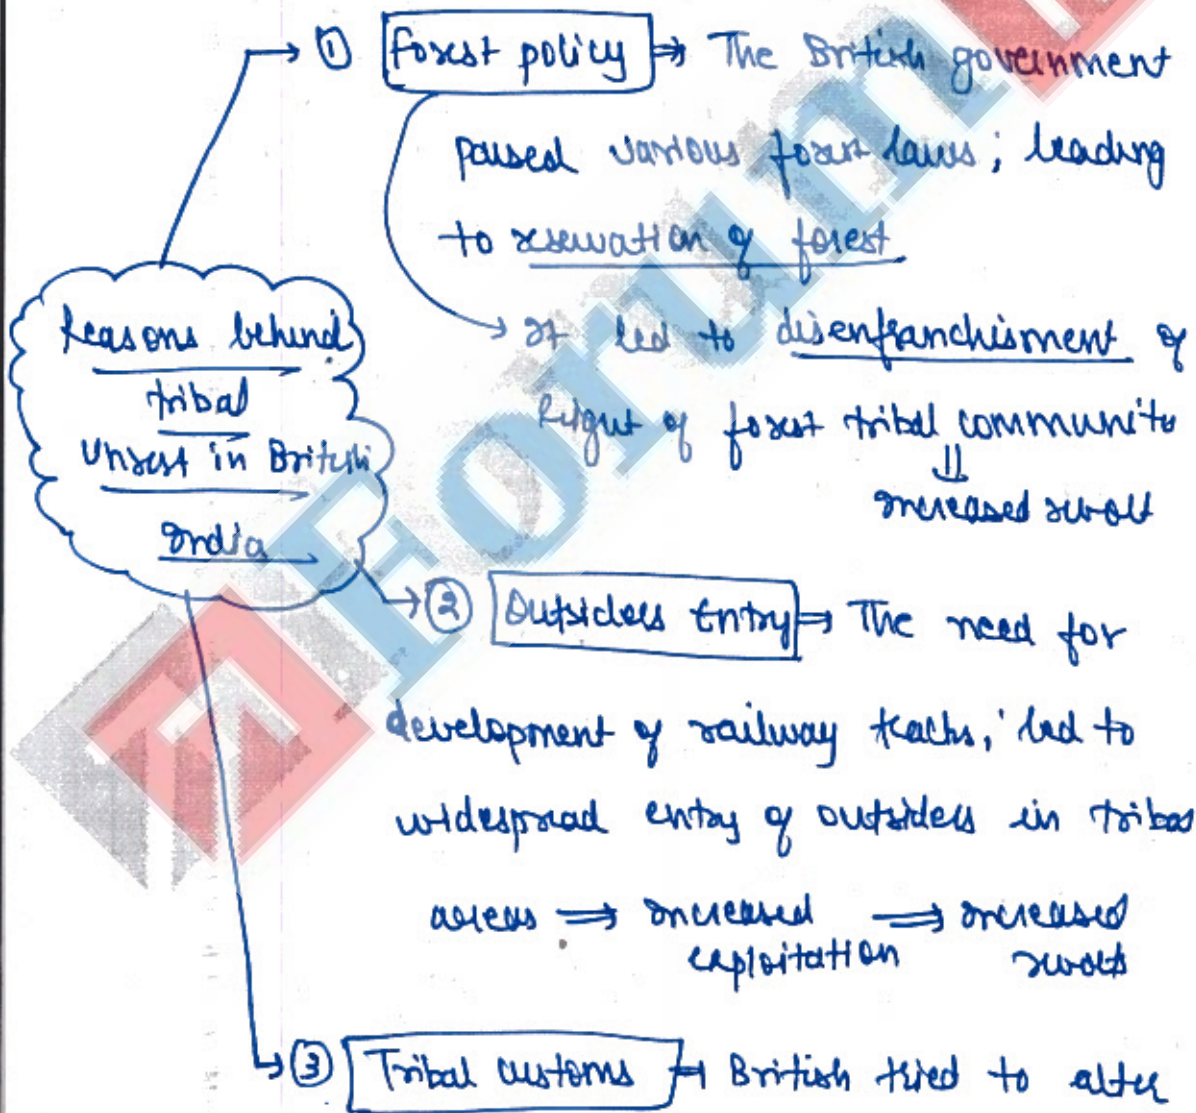 ① Forest policy ⇒ The British government
passed various forest laws; leading
to reservation of forest
Reasons behind
tribal
Unrest in British
India
→ It led to disenfranchisment of
Right of forest tribal community
⇓
increased revolt
→ ② Outsiders Entry ⇒ The need for
development of railway tracks, led to
widespread entry of outsiders in tribal
areas ⇒ increased exploitation ⇒ increased revolts
→ ③ Tribal customs → British tried to alter
Forum